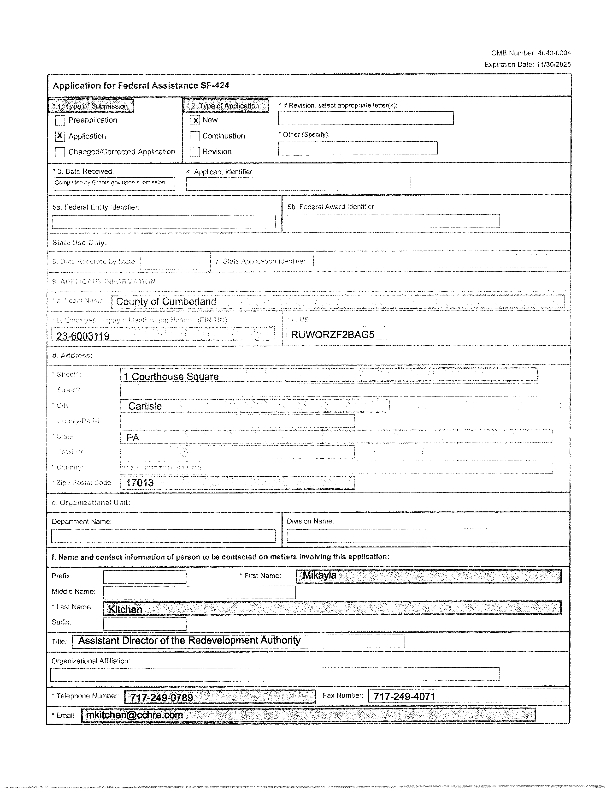 OMB Number: 4040-004
Expiration Date: 11/30/2025
Application for Federal Assistance SF-424
* 1. Type of Submission
* 2. Type of Application
* If Revision, select appropriate letter(s):
Preapplication
X New
X Application
Continuation
* Other (Specify)
Changed/Corrected Application
Revision
* 3. Date Received
4. Applicant Identifier
5a. Federal Entity Identifier:
5b. Federal Award Identifier
State Use Only:
6. Date Received by State
7. State Application Identifier
8. APPLICANT INFORMATION
County of Cumberland
23-6003119
RUWQRZF2BAG5
d. Address:
* Street1:
1 Courthouse Square
* City
Carlisle
* State
PA
* Country
* Zip / Postal Code
17013
e. Organizational Unit:
Department Name:
Division Name:
f. Name and contact information of person to be contacted on matters involving this application:
Prefix
* First Name:
Mikayla
Middle Name:
* Last Name:
Kitchen
Suffix:
Title:
Assistant Director of the Redevelopment Authority
Organizational Affiliation
* Telephone Number
717-249-0789
Fax Number:
717-249-4071
* Email:
mkitchen@cchra.com